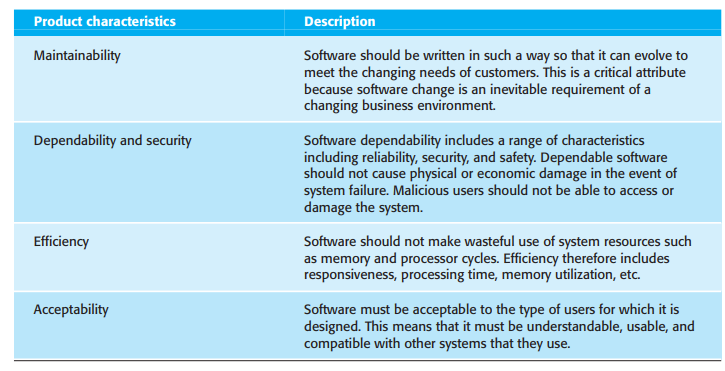 Product characteristics Description
Maintainability Software should be written in such a way so that it can evolve to
meet the changing needs of customers. This is a critical attribute
because software change is an inevitable requirement of a
changing business environment.
Dependability and security Software dependability includes a range of characteristics
including reliability, security, and safety. Dependable software
should not cause physical or economic damage in the event of
system failure. Malicious users should not be able to access or
damage the system.
Efficiency Software should not make wasteful use of system resources such
as memory and processor cycles. Efficiency therefore includes
responsiveness, processing time, memory utilization, etc.
Acceptability Software must be acceptable to the type of users for which it is
designed. This means that it must be understandable, usable, and
compatible with other systems that they use.